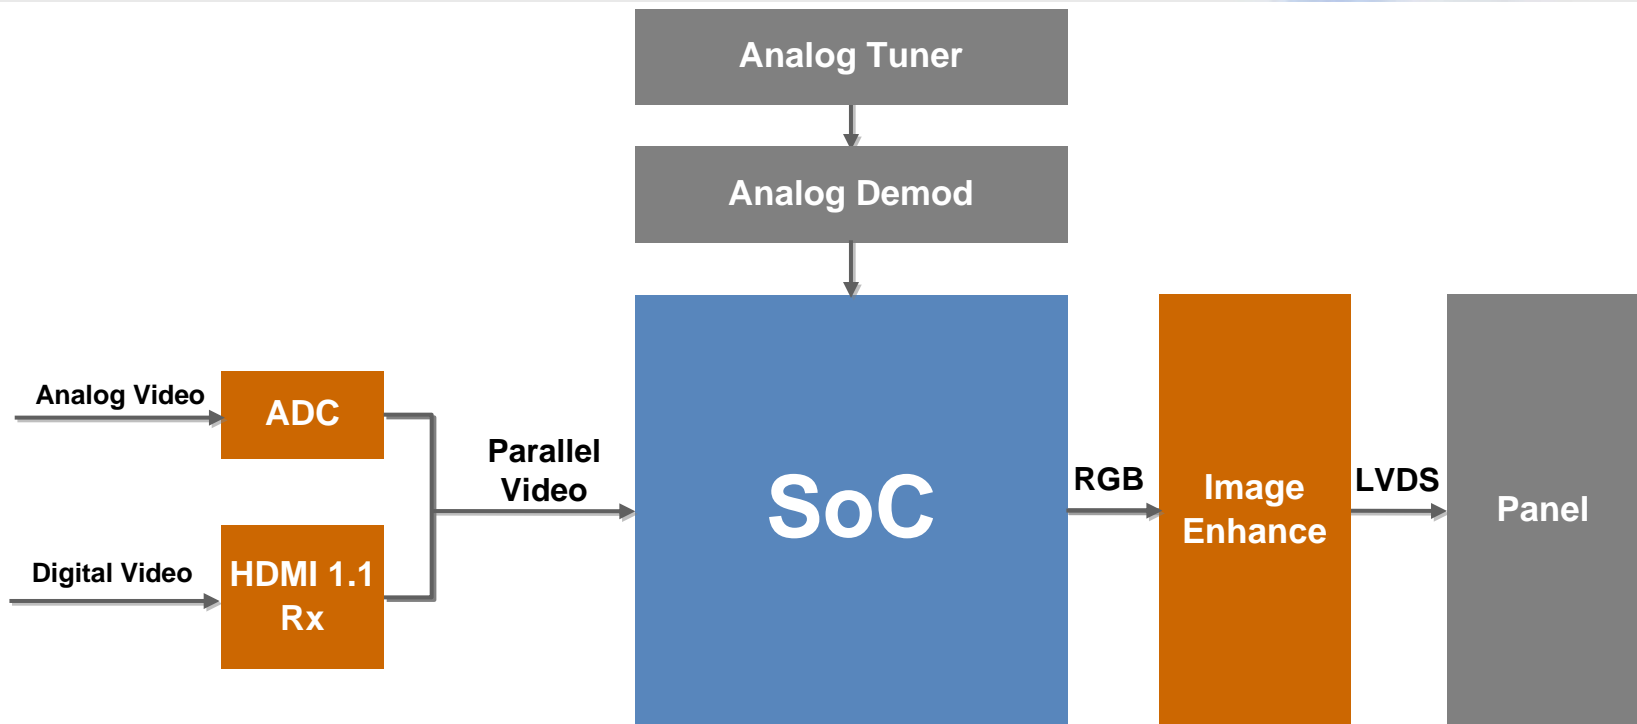 Analog Tuner
Analog Demod
Analog Video
ADC
Parallel
Video
Digital Video
HDMI 1.1
Rx
SoC
RGB
Image
Enhance
LVDS
Panel